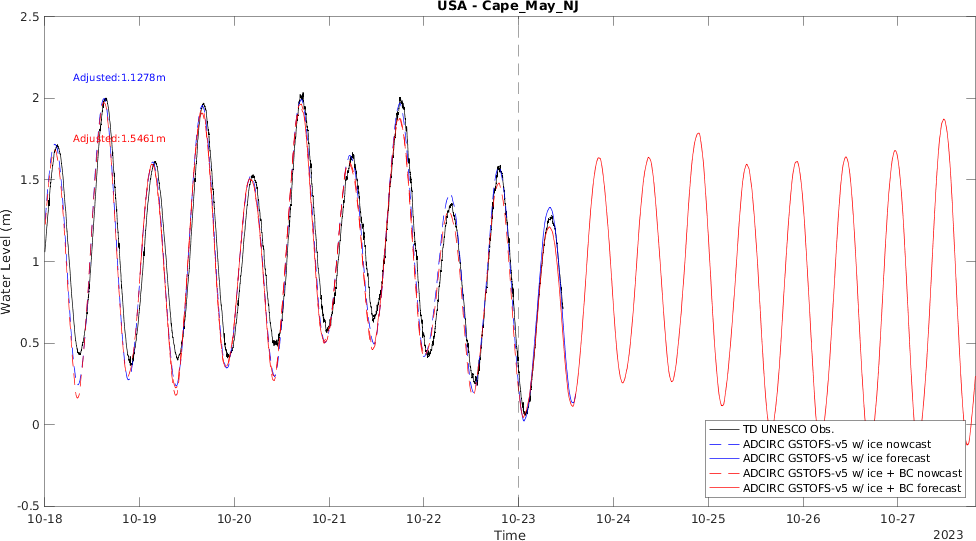 USA - Cape_May_NJ
2.5
2
1.5
1
0.5
0
-0.5
Water Level (m)
Adjusted:1.1278m
Adjusted:1.5461m
TD UNESCO Obs.
ADCIRC GSTOFS-v5 w/ ice nowcast
ADCIRC GSTOFS-v5 w/ ice forecast
ADCIRC GSTOFS-v5 w/ ice + BC nowcast
ADCIRC GSTOFS-v5 w/ ice + BC forecast
10-18 10-19 10-20 10-21 10-22 10-23 10-24 10-25 10-26 10-27
Time
2023